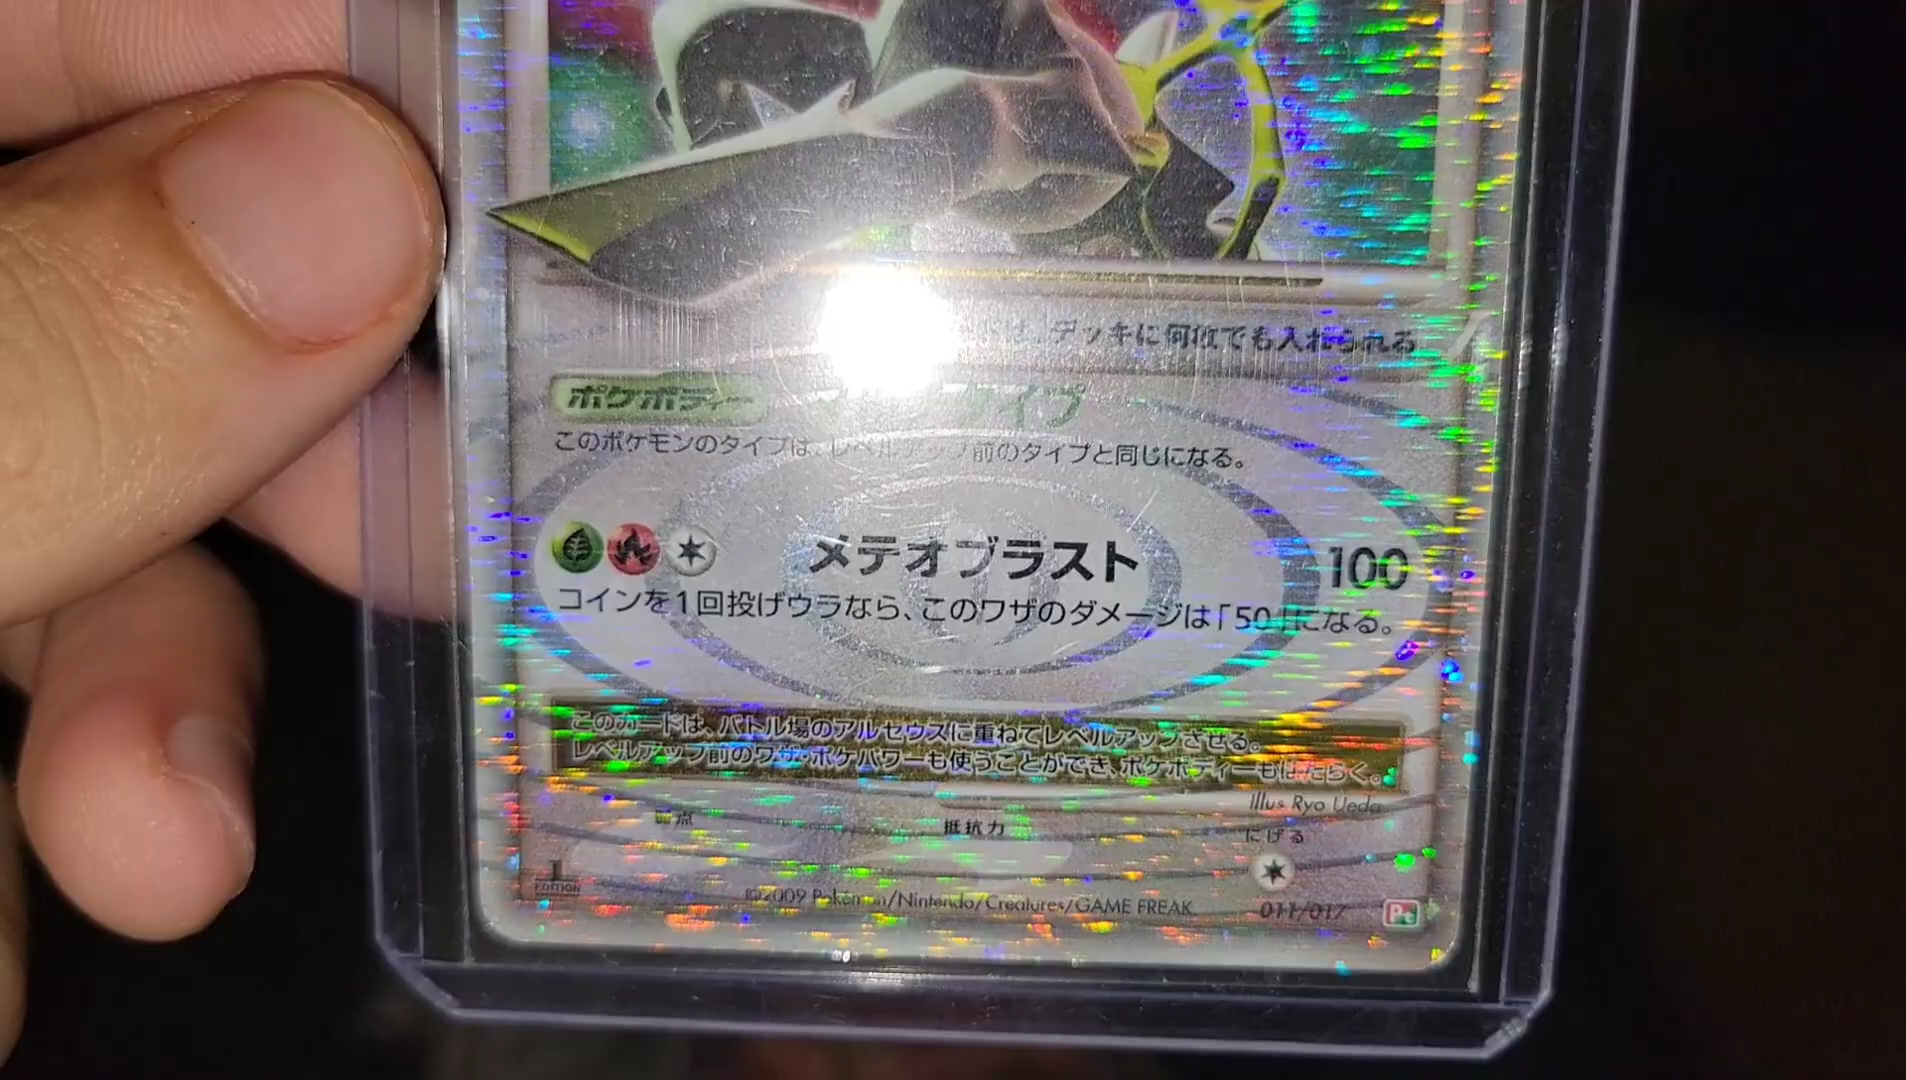 デッキに何枚でも入れられる
ポケボディー タイプ
このポケモンのタイプは、レベルアップ前のタイプと同じになる。
メテオブラスト 100
コインを1回投げウラなら、このワザのダメージは「50」になる。
このカードは、バトル場のアルセウスに重ねてレベルアップさせる。
レベルアップ前のワザ・ポケパワーも使うことができ、ポケボディーもはたらく。
Illus Ryo Ueda
弱点 抵抗力 にげる
1 EDITION
©2009 Pokémon/Nintendo/Creatures/GAME FREAK 011/017 Pt